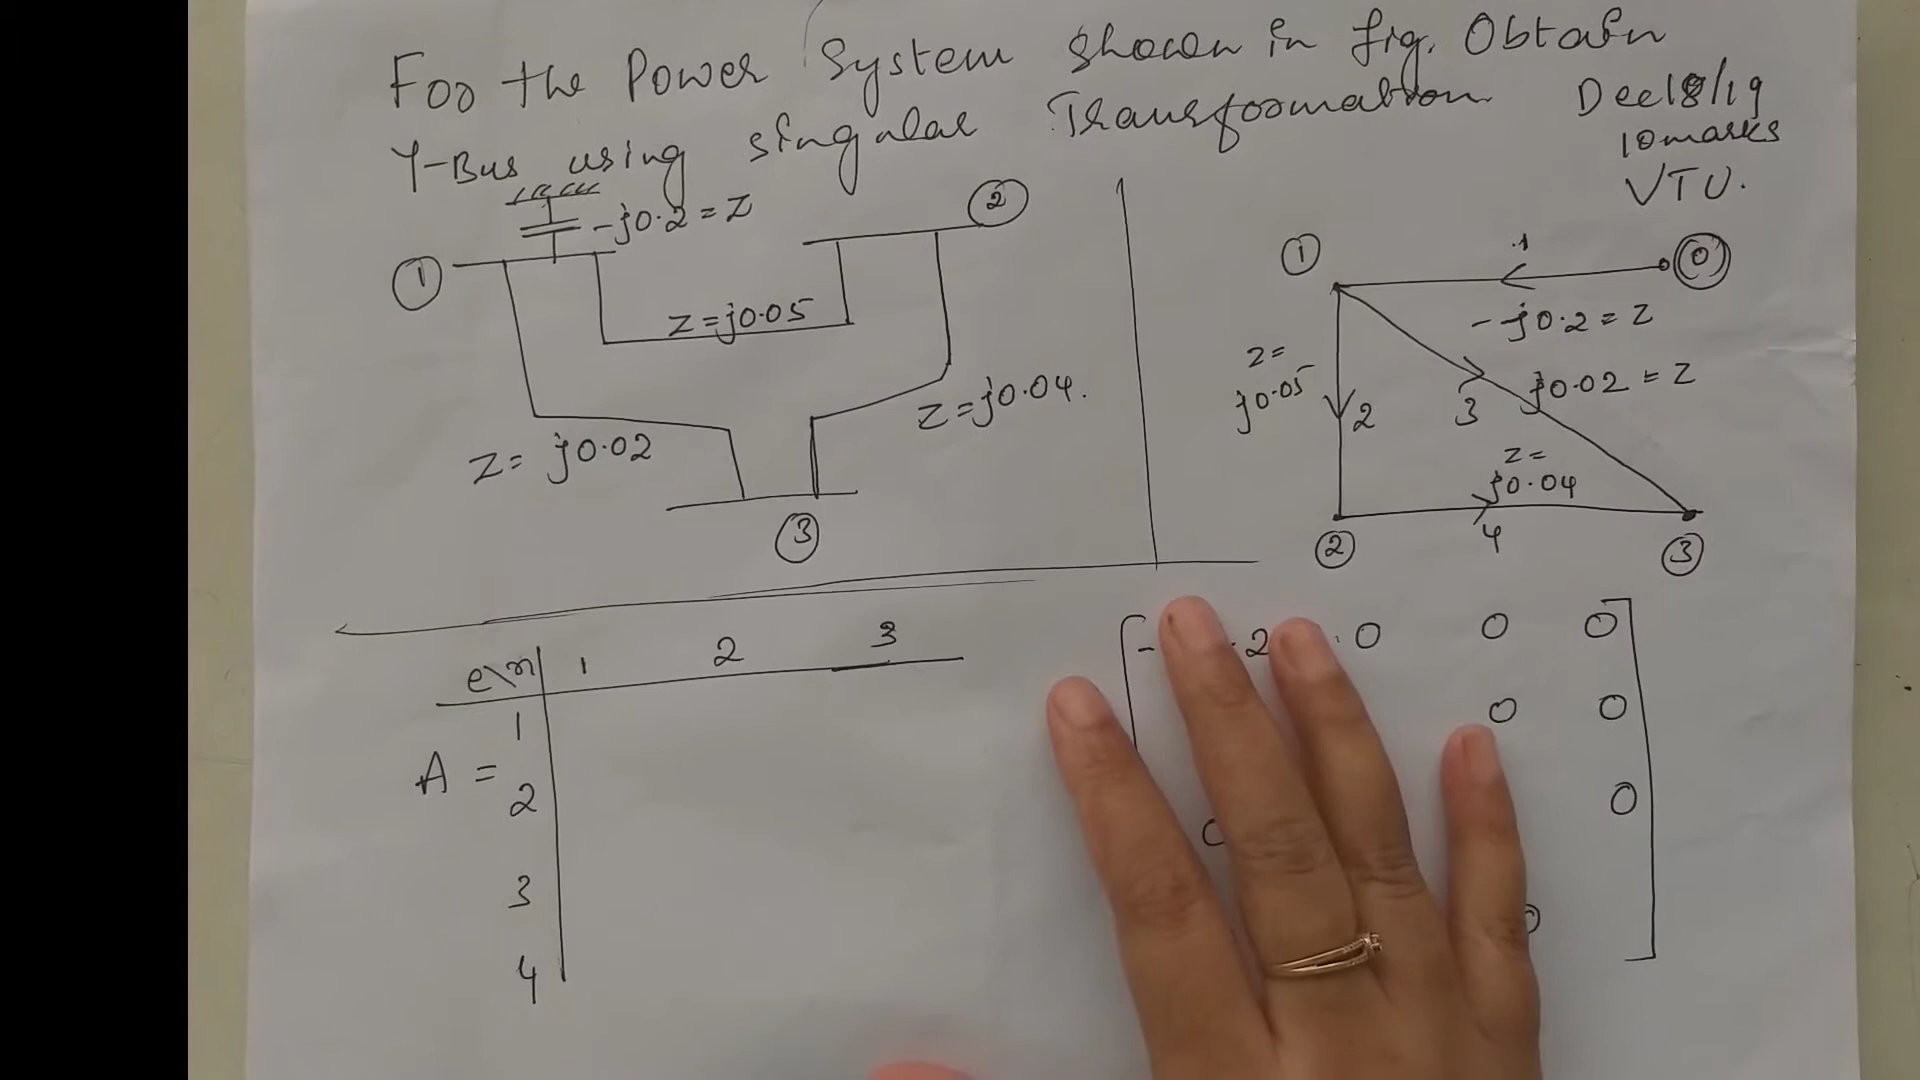 For the Power System shown in fig. Obtain
Y-Bus using singular Transformation.
Dec18/19
10 marks
VTU.
-j0.2 = Z
1
2
Z = j0.05
Z = j0.04.
Z = j0.02
3
1
1
0
-j0.2 = Z
Z =
j0.05
2
3
j0.02 = Z
Z =
j0.04
4
2
3
e\n 1 2 3
1
A =
2
3
4
0 0 0
0 0
0